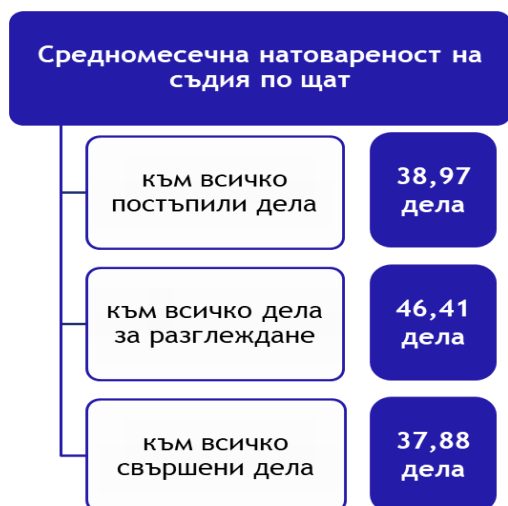 Средномесечна натовареност на
съдия по щат
към всичко
постъпили дела
38,97
дела
към всичко дела
за разглеждане
46,41
дела
към всичко
свършени дела
37,88
дела